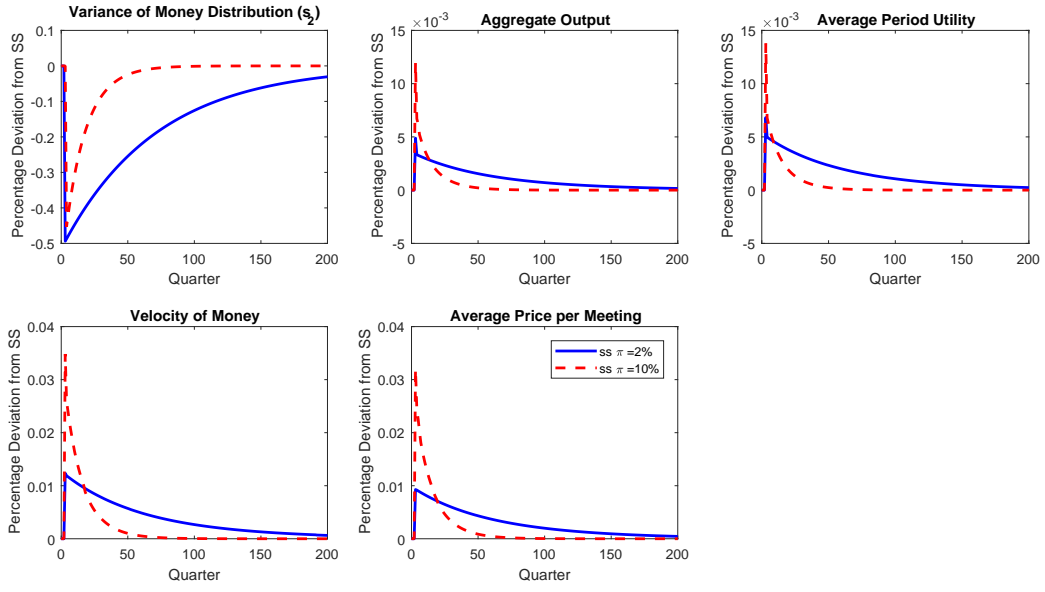 Variance of Money Distribution (s_2)
Percentage Deviation from SS
0.1
0
-0.1
-0.2
-0.3
-0.4
-0.5
0 50 100 150 200
Quarter
Aggregate Output
×10^-3
Percentage Deviation from SS
15
10
5
0
-5
0 50 100 150 200
Quarter
Average Period Utility
×10^-3
Percentage Deviation from SS
15
10
5
0
-5
0 50 100 150 200
Quarter
Velocity of Money
Percentage Deviation from SS
0.04
0.03
0.02
0.01
0
0 50 100 150 200
Quarter
Average Price per Meeting
Percentage Deviation from SS
0.04
0.03
0.02
0.01
0
ss π =2%
ss π =10%
0 50 100 150 200
Quarter